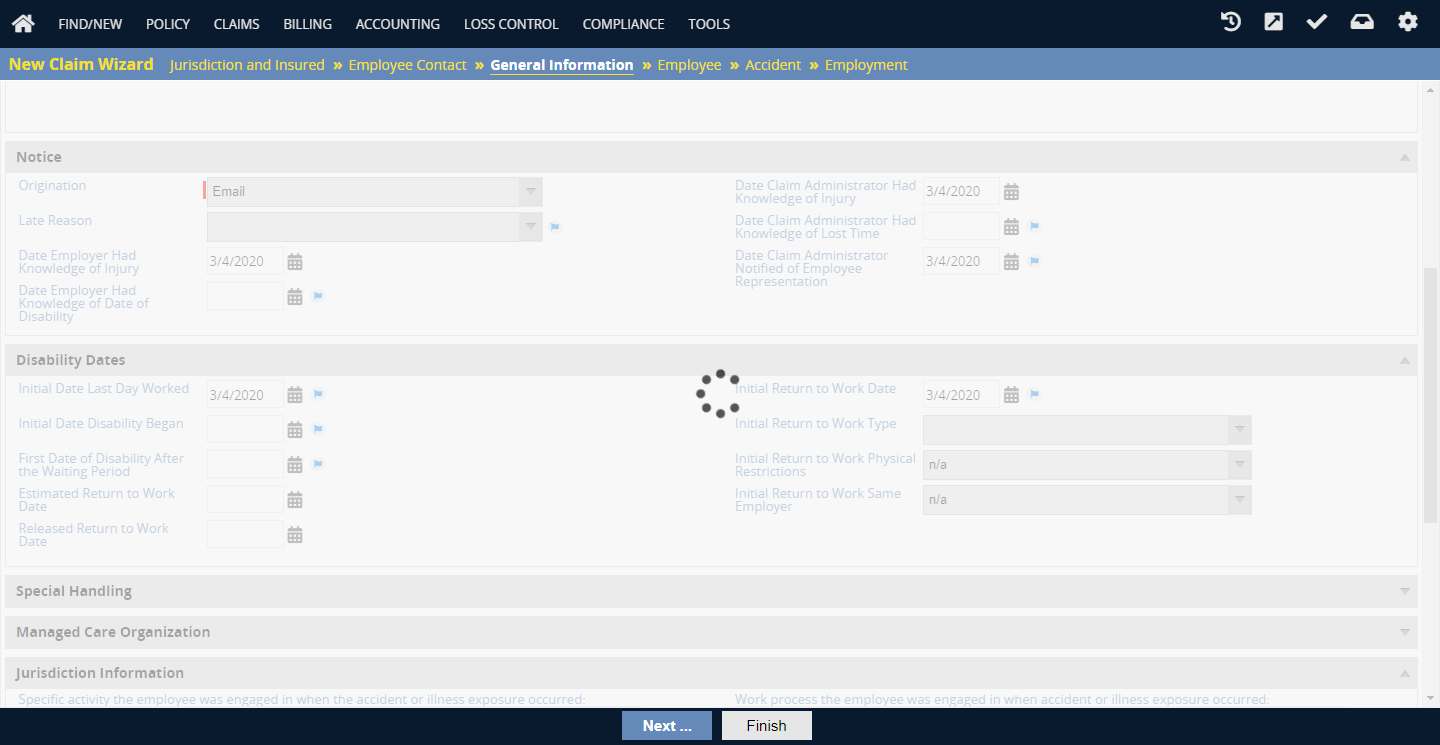 FIND/NEW POLICY CLAIMS BILLING ACCOUNTING LOSS CONTROL COMPLIANCE TOOLS
New Claim Wizard Jurisdiction and Insured » Employee Contact » General Information » Employee » Accident » Employment
Notice
Origination
Email
Late Reason
Date Employer Had
Knowledge of Injury
3/4/2020
Date Employer Had
Knowledge of Date of
Disability
Date Claim Administrator Had
Knowledge of Injury
3/4/2020
Date Claim Administrator Had
Knowledge of Lost Time
Date Claim Administrator
Notified of Employee
Representation
3/4/2020
Disability Dates
Initial Date Last Day Worked
3/4/2020
Initial Date Disability Began
First Date of Disability After
the Waiting Period
Estimated Return to Work
Date
Released Return to Work
Date
Initial Return to Work Date
3/4/2020
Initial Return to Work Type
Initial Return to Work Physical
Restrictions
n/a
Initial Return to Work Same
Employer
n/a
Special Handling
Managed Care Organization
Jurisdiction Information
Specific activity the employee was engaged in when the accident or illness exposure occurred:
Work process the employee was engaged in when accident or illness exposure occurred:
Next ...
Finish